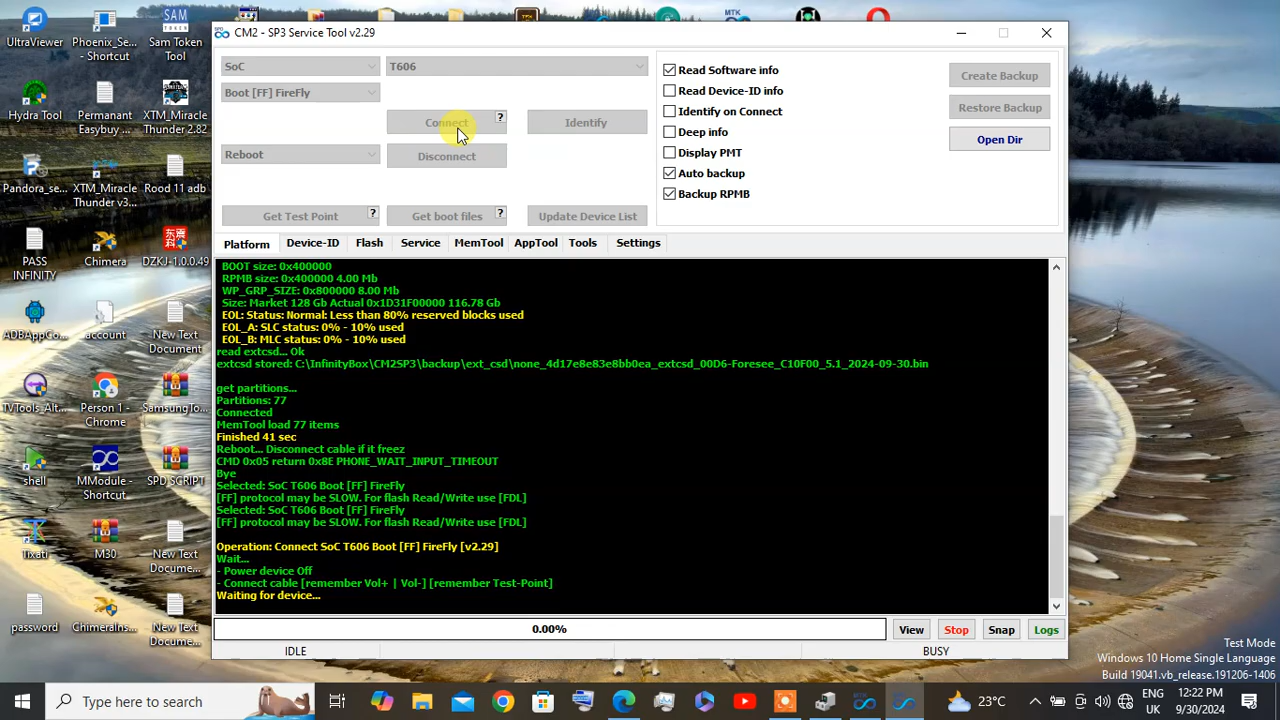 CM2 - SP3 Service Tool v2.29
UltraViewer
Phoenix_Se...
- Shortcut
Sam Token
Tool
Hydra Tool
Permanant
Easybuy ...
XTM_Miracle
Thunder 2.82
Pandora_se...
XTM_Miracle
Thunder v3...
Rood 11 adb
PASS
INFINITY
Chimera
DZKJ-1.0.0.49
ADBAppCo...
account
New Text
Document
TVTools_Alt...
Person 1 -
Chrome
SamsungTo...
shell
MModule -
Shortcut
SPD SCRIPT
Tixati
M30
New Text
Docume...
password
ChimeraIns...
New Text
Docume...
SoC
T606
Boot [FF] FireFly
Connect
?
Identify
Reboot
Disconnect
Get Test Point
?
Get boot files
?
Update Device List
Read Software info
Read Device-ID info
Identify on Connect
Deep info
Display PMT
Auto backup
Backup RPMB
Create Backup
Restore Backup
Open Dir
Platform
Device-ID
Flash
Service
MemTool
AppTool
Tools
Settings
BOOT size: 0x400000
RPMB size: 0x400000 4.00 Mb
WP_GRP_SIZE: 0x800000 8.00 Mb
Size: Market 128 Gb Actual 0x1D31F00000 116.78 Gb
EOL: Status: Normal: Less than 80% reserved blocks used
EOL_A: SLC status: 0% - 10% used
EOL_B: MLC status: 0% - 10% used
read extcsd... Ok
extcsd stored: C:\InfinityBox\CM2SP3\backup\ext_csd\none_4d17e8e83e8bb0ea_extcsd_00D6-Foresee_C10F00_5.1_2024-09-30.bin
get partitions...
Partitions: 77
Connected
MemTool load 77 items
Finished 41 sec
Reboot... Disconnect cable if it freez
CMD 0x05 return 0x8E PHONE_WAIT_INPUT_TIMEOUT
Bye
Selected: SoC T606 Boot [FF] FireFly
[FF] protocol may be SLOW. For flash Read/Write use [FDL]
Selected: SoC T606 Boot [FF] FireFly
[FF] protocol may be SLOW. For flash Read/Write use [FDL]
Operation: Connect SoC T606 Boot [FF] FireFly [v2.29]
Wait...
- Power device Off
- Connect cable [remember Vol+ | Vol-] [remember Test-Point]
Waiting for device...
0.00%
View
Stop
Snap
Logs
IDLE
BUSY
Test Mode
Windows 10 Home Single Language
Build 19041.vb_release.191206-1406
Type here to search
23°C
ENG
UK
12:22 PM
9/30/2024